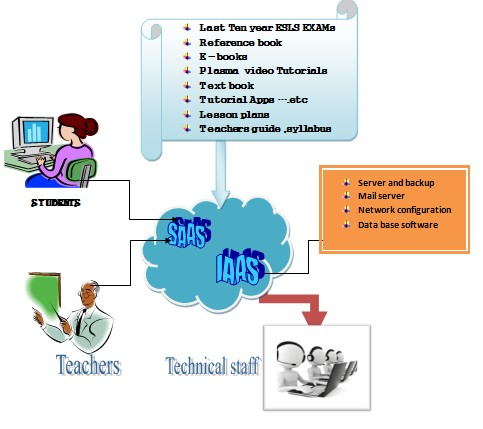 Last Ten year ESLS EXAMs
Reference book
E – books
Plasma video Tutorials
Text book
Tutorial Apps ….etc
Lesson plans
Teachers guide ,syllabus
STUDENTS
Server and backup
Mail server
Network configuration
Data base software
SAAS
IAAS
Teachers
Technical staff